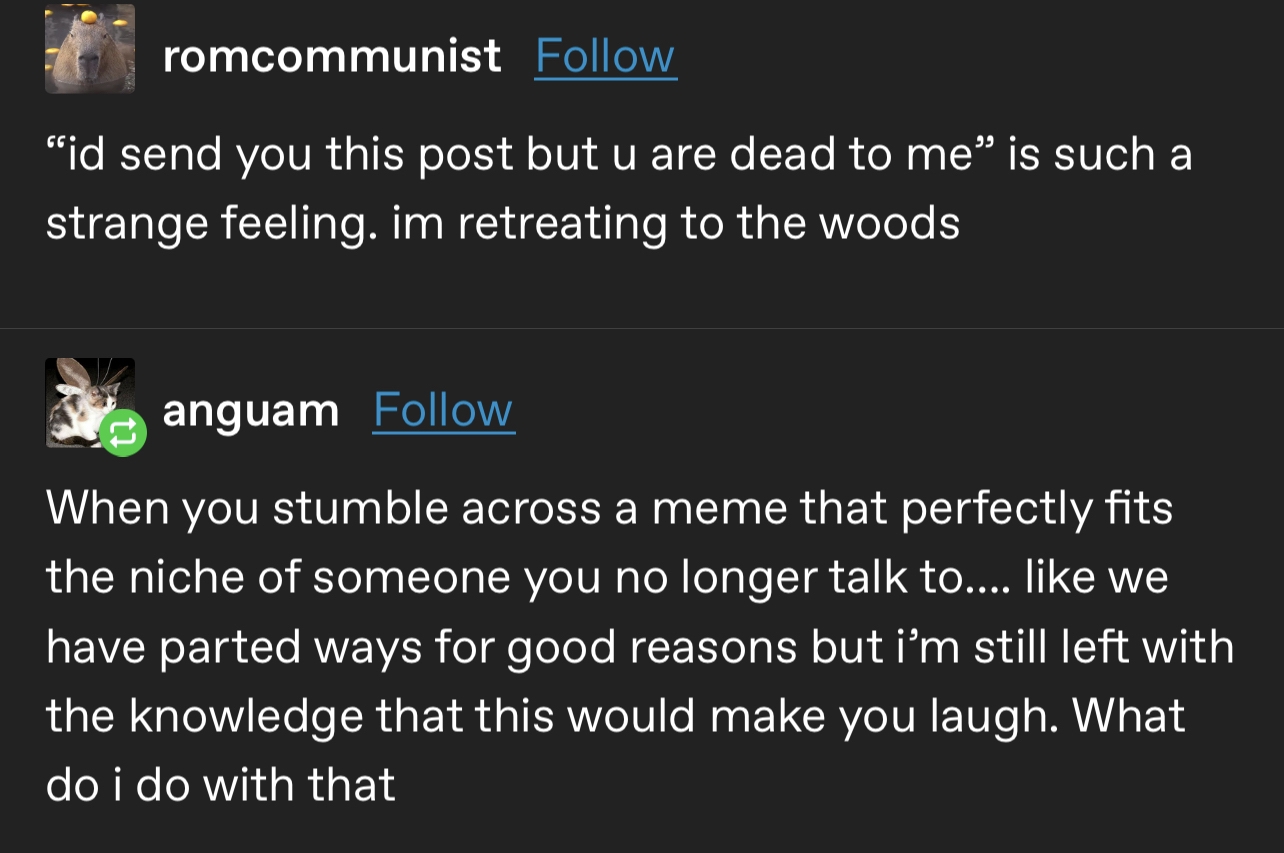 romcommunist Follow
“id send you this post but u are dead to me” is such a
strange feeling. im retreating to the woods
anguam Follow
When you stumble across a meme that perfectly fits
the niche of someone you no longer talk to.... like we
have parted ways for good reasons but i’m still left with
the knowledge that this would make you laugh. What
do i do with that